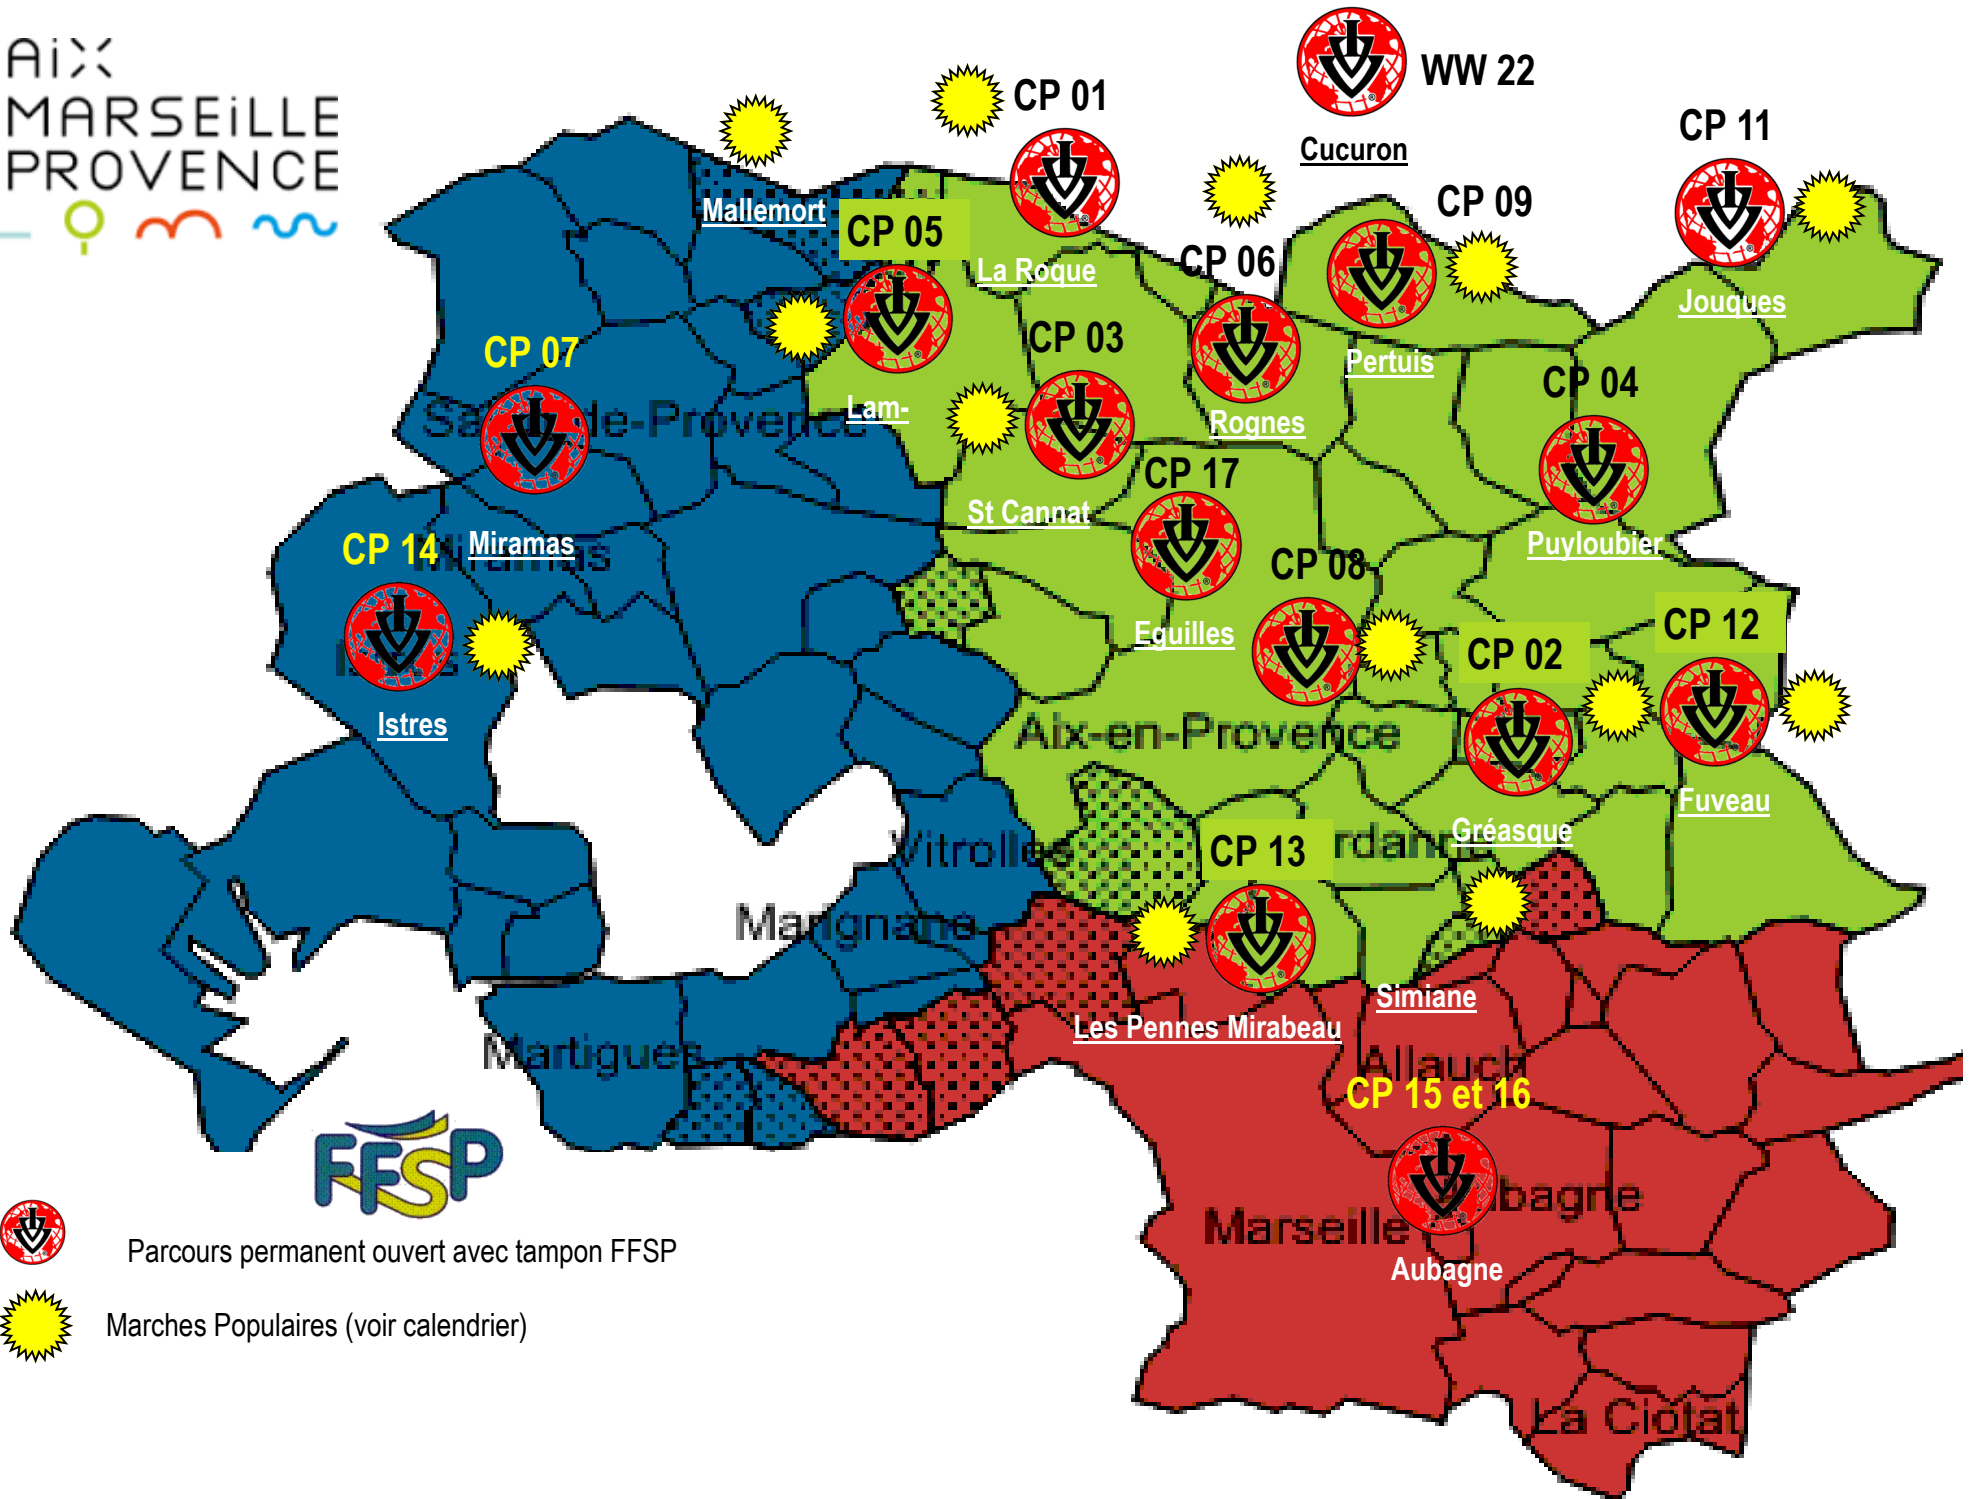 AiX
MARSEiLLE
PROVENCE
WW 22
Cucuron
CP 01
CP 11
Mallemort
CP 05
CP 09
La Roque
CP 06
Jouques
CP 07
CP 03
Pertuis
CP 04
Lam-
Rognes
de-Provence
CP 17
St Cannat
CP 14
Miramas
Miramas
Puyloubier
CP 08
Eguilles
CP 12
CP 02
Istres
Aix-en-Provence
Fuveau
Gréasque
Vitrolles
CP 13
Marignane
Simiane
Les Pennes Mirabeau
Martigues
Allauch
CP 15 et 16
FFSP
Marseille
bagne
Parcours permanent ouvert avec tampon FFSP
Aubagne
Marches Populaires (voir calendrier)
La Ciotat